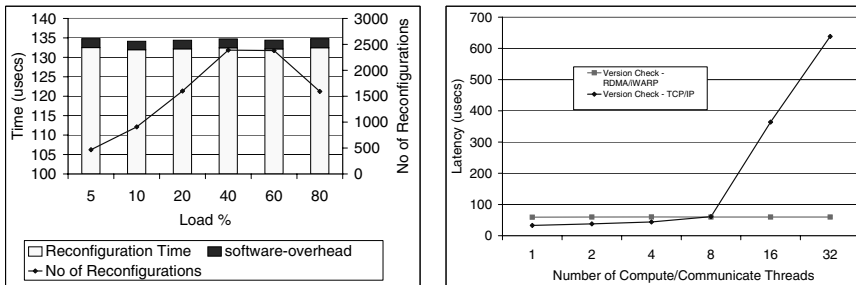 140
135
130
125
120
115
110
105
100
Time (usecs)
3000
2500
2000
1500
1000
500
0
No of Reconfigurations
5 10 20 40 60 80
Load %
Reconfiguration Time software-overhead
No of Reconfigurations
700
600
500
400
300
200
100
0
Latency (usecs)
Version Check -
RDMA/iWARP
Version Check - TCP/IP
1 2 4 8 16 32
Number of Compute/Communicate Threads